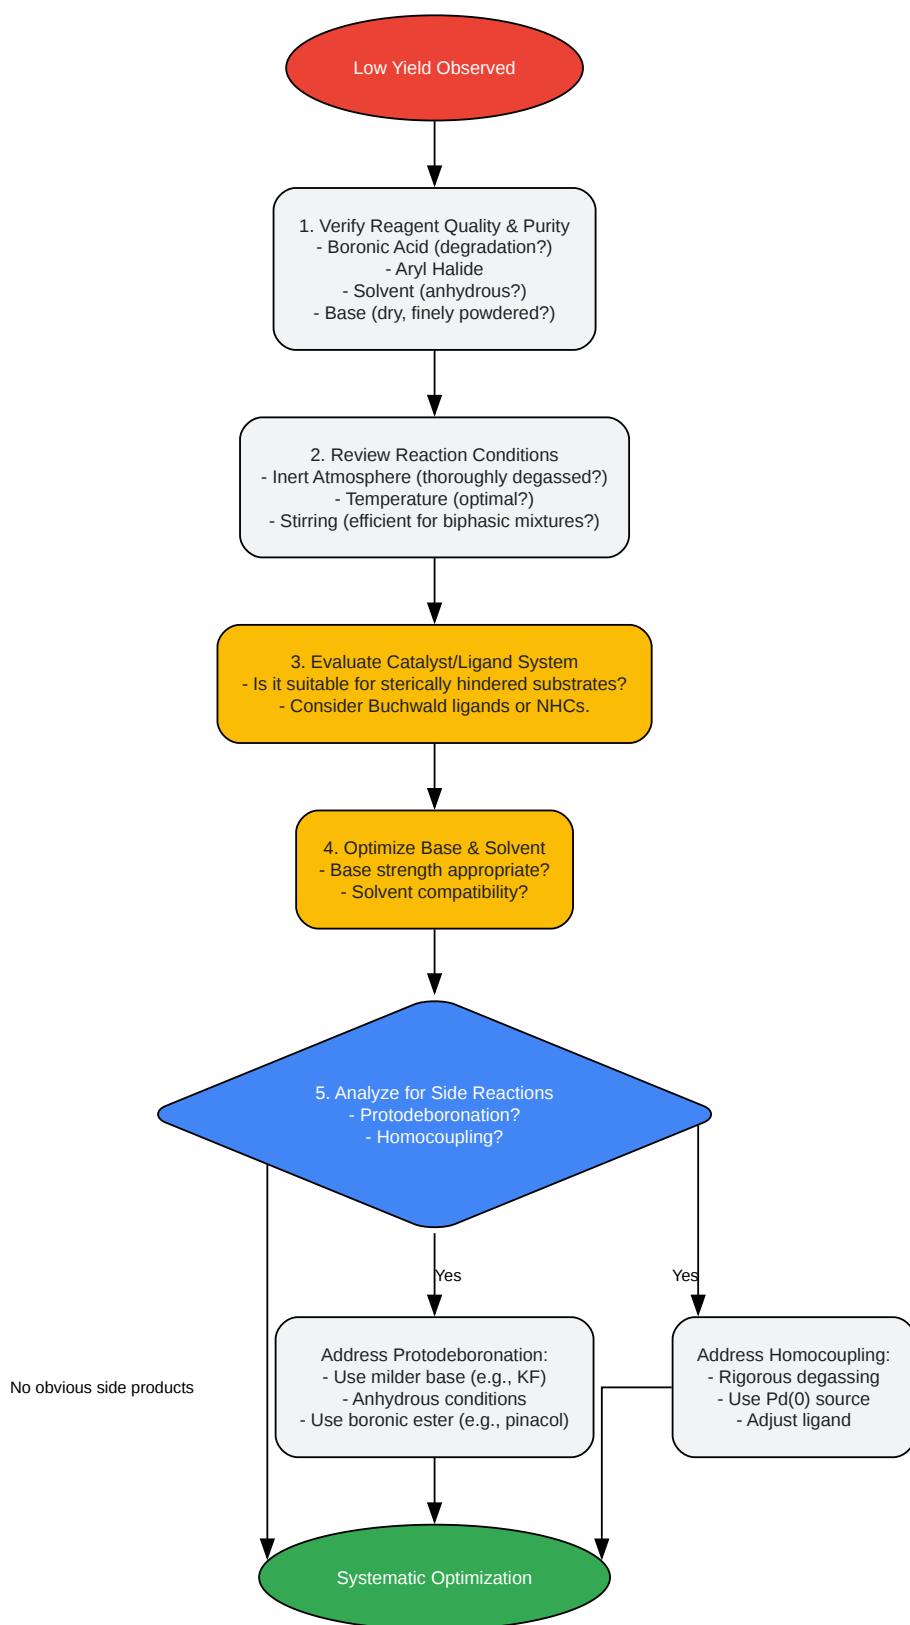 Low Yield Observed
1. Verify Reagent Quality & Purity
- Boronic Acid (degradation?)
- Aryl Halide
- Solvent (anhydrous?)
- Base (dry, finely powdered?)
2. Review Reaction Conditions
- Inert Atmosphere (thoroughly degassed?)
- Temperature (optimal?)
- Stirring (efficient for biphasic mixtures?)
3. Evaluate Catalyst/Ligand System
- Is it suitable for sterically hindered substrates?
- Consider Buchwald ligands or NHCs.
4. Optimize Base & Solvent
- Base strength appropriate?
- Solvent compatibility?
5. Analyze for Side Reactions
- Protodeboronation?
- Homocoupling?
Yes
Yes
No obvious side products
Address Protodeboronation:
- Use milder base (e.g., KF)
- Anhydrous conditions
- Use boronic ester (e.g., pinacol)
Address Homocoupling:
- Rigorous degassing
- Use Pd(0) source
- Adjust ligand
Systematic Optimization